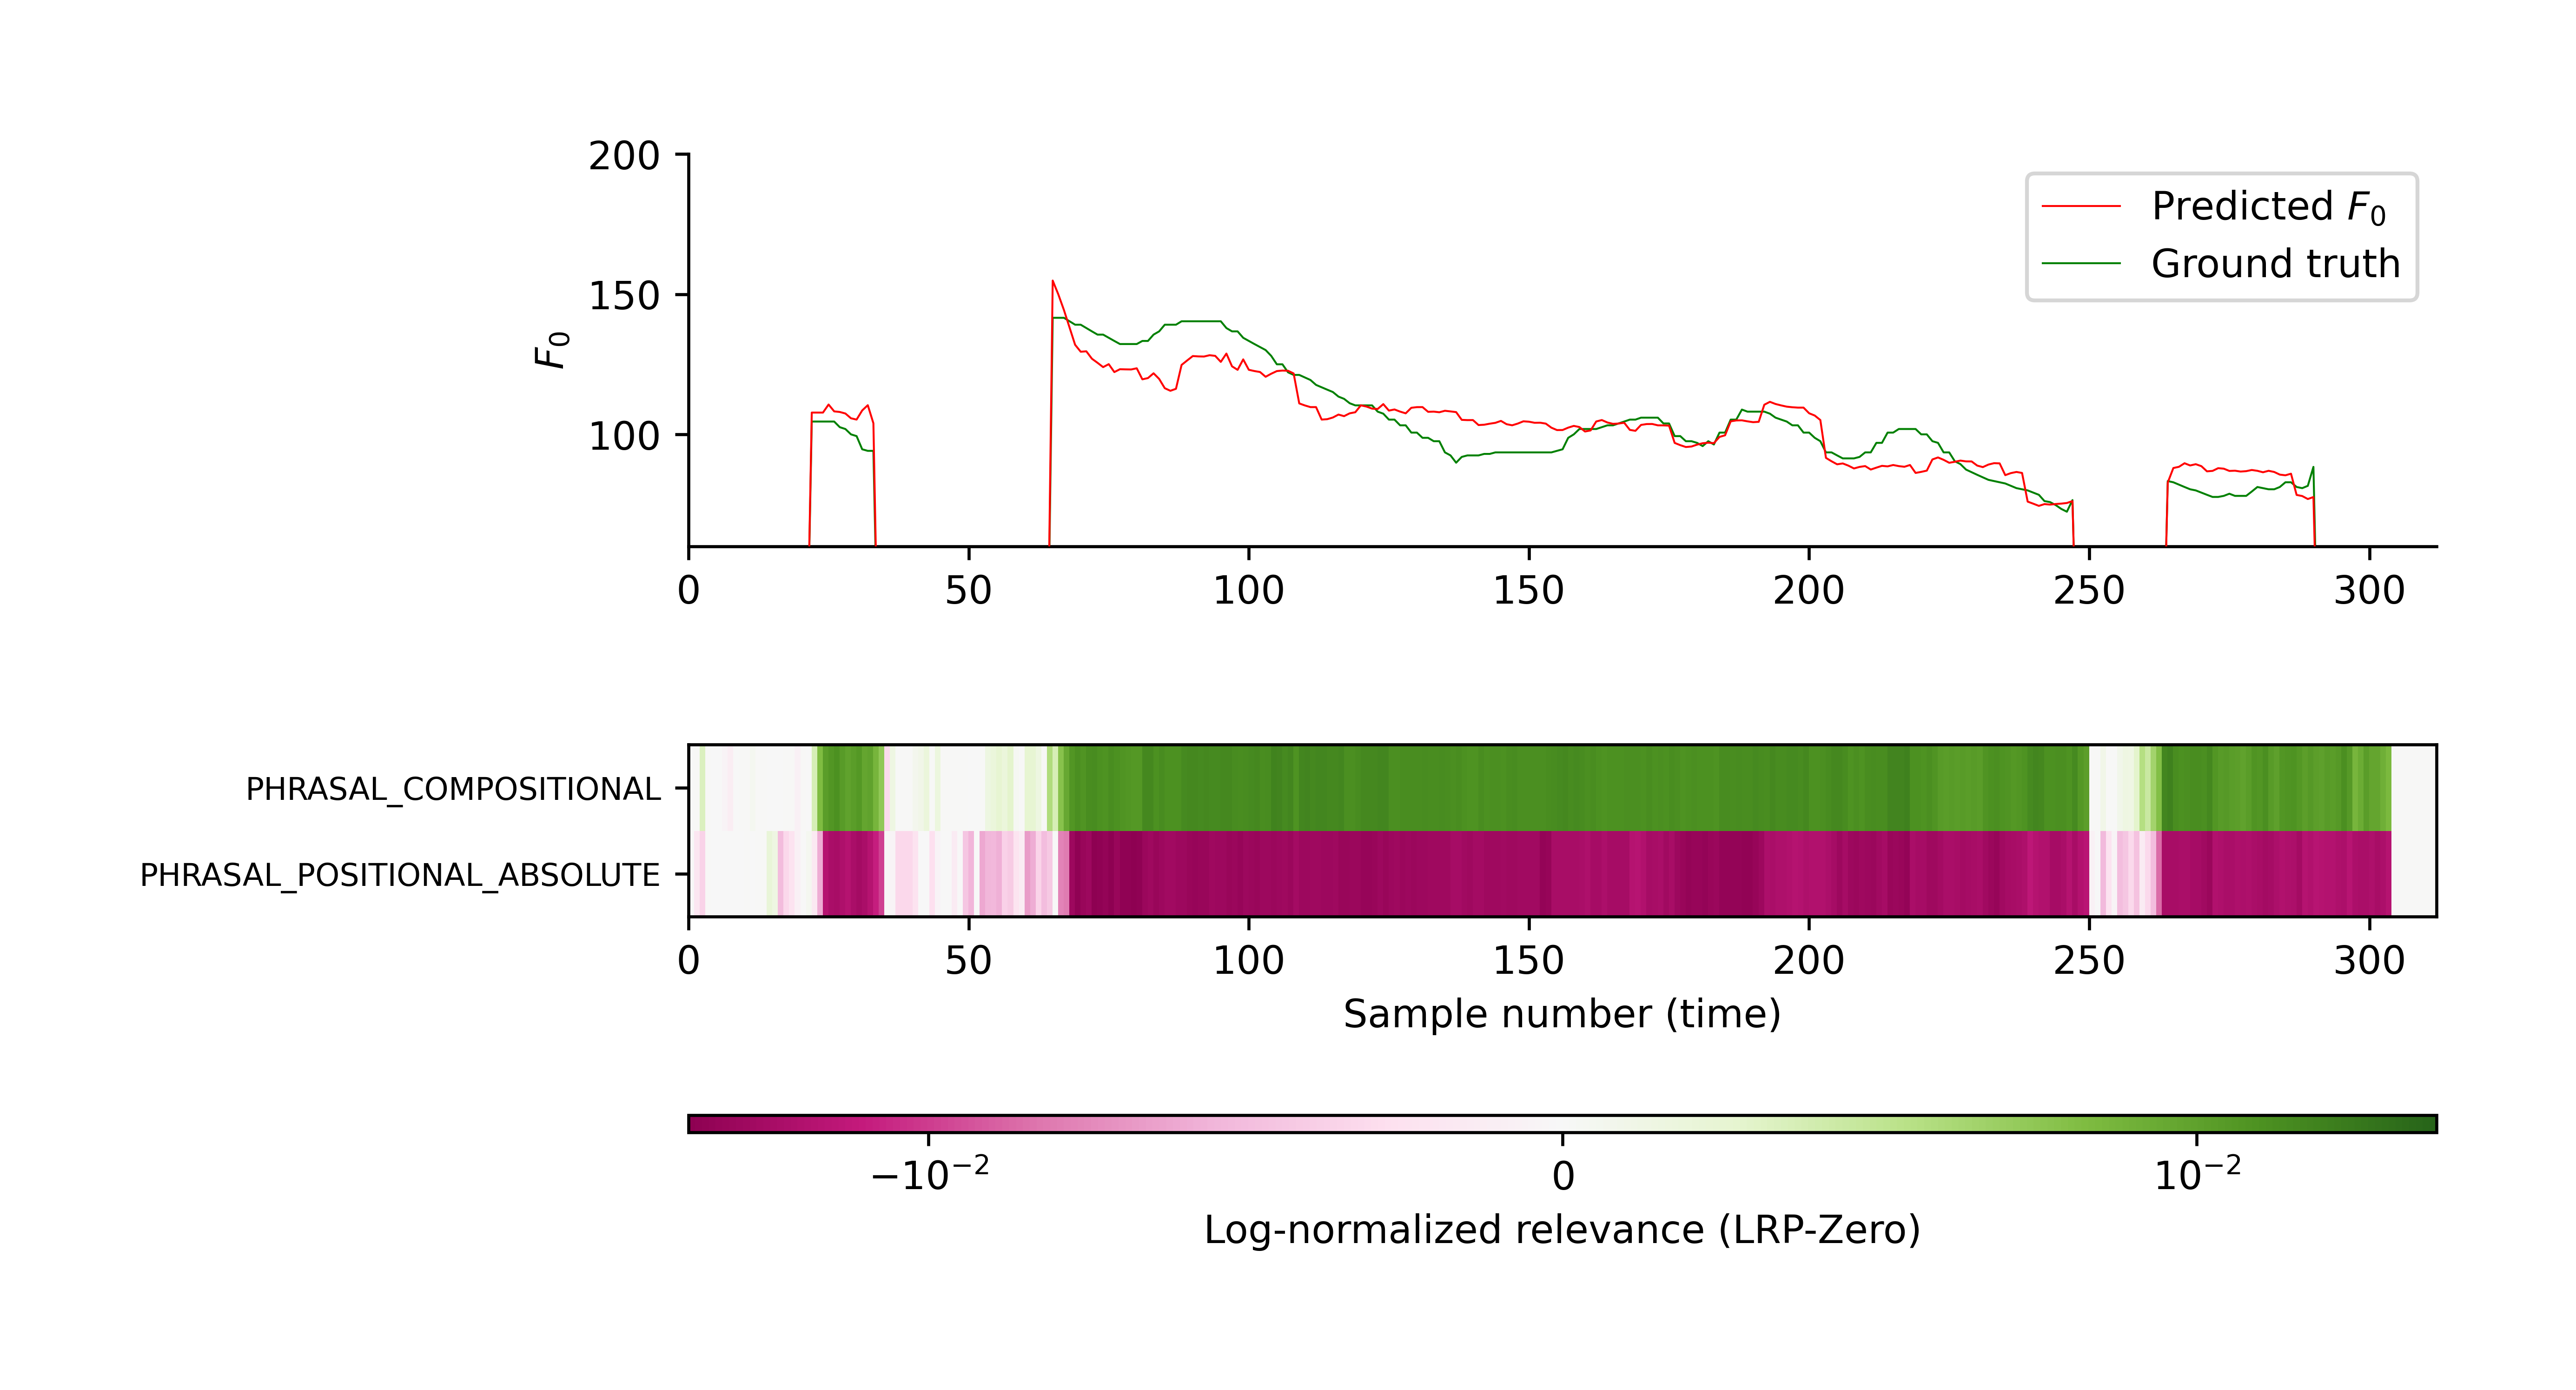 200
150
100
F₀
Predicted F₀
Ground truth
0 50 100 150 200 250 300
PHRASAL_COMPOSITIONAL
PHRASAL_POSITIONAL_ABSOLUTE
0 50 100 150 200 250 300
Sample number (time)
−10⁻² 0 10⁻²
Log-normalized relevance (LRP-Zero)